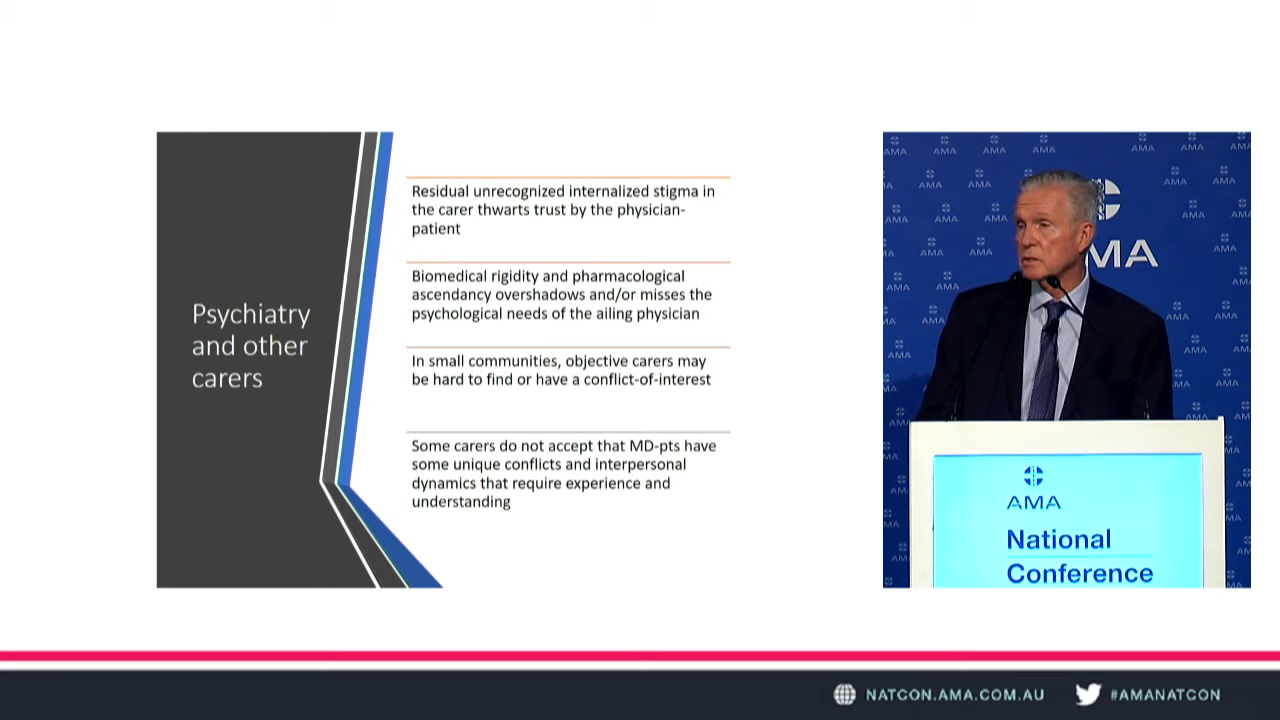 Psychiatry
and other
carers
Residual unrecognized internalized stigma in
the carer thwarts trust by the physician-
patient
Biomedical rigidity and pharmacological
ascendancy overshadows and/or misses the
psychological needs of the ailing physician
In small communities, objective carers may
be hard to find or have a conflict-of-interest
Some carers do not accept that MD-pts have
some unique conflicts and interpersonal
dynamics that require experience and
understanding
AMA
AMA
National
Conference
NATCON.AMA.COM.AU
#AMANATCON